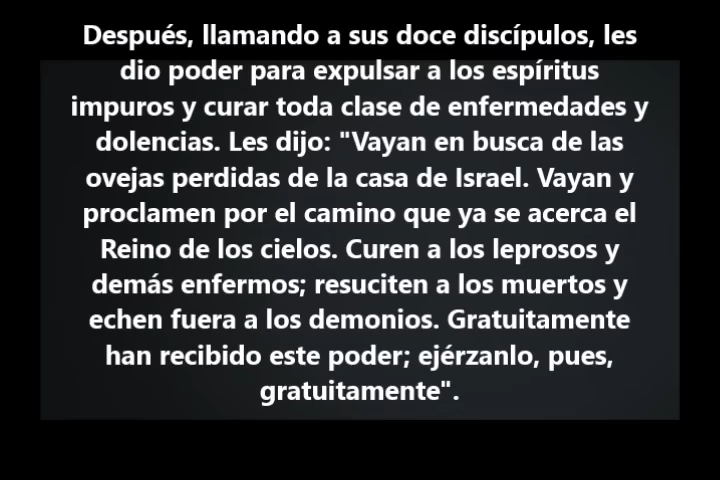 Después, llamando a sus doce discípulos, les
dio poder para expulsar a los espíritus
impuros y curar toda clase de enfermedades y
dolencias. Les dijo: "Vayan en busca de las
ovejas perdidas de la casa de Israel. Vayan y
proclamen por el camino que ya se acerca el
Reino de los cielos. Curen a los leprosos y
demás enfermos; resuciten a los muertos y
echen fuera a los demonios. Gratuitamente
han recibido este poder; ejérzanlo, pues,
gratuitamente".